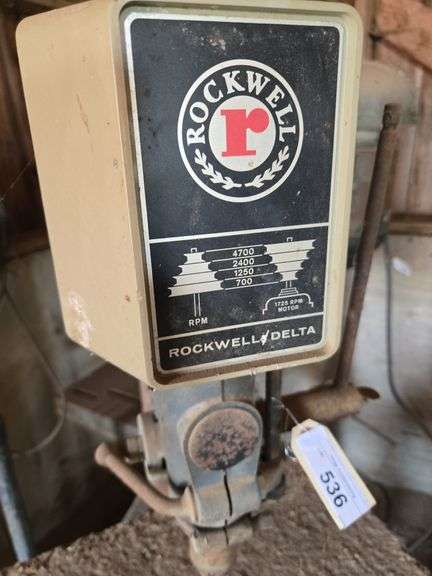 ROCKWELL
r
4700
2400
1250
700
RPM
1725 RPM
MOTOR
ROCKWELL/DELTA
536